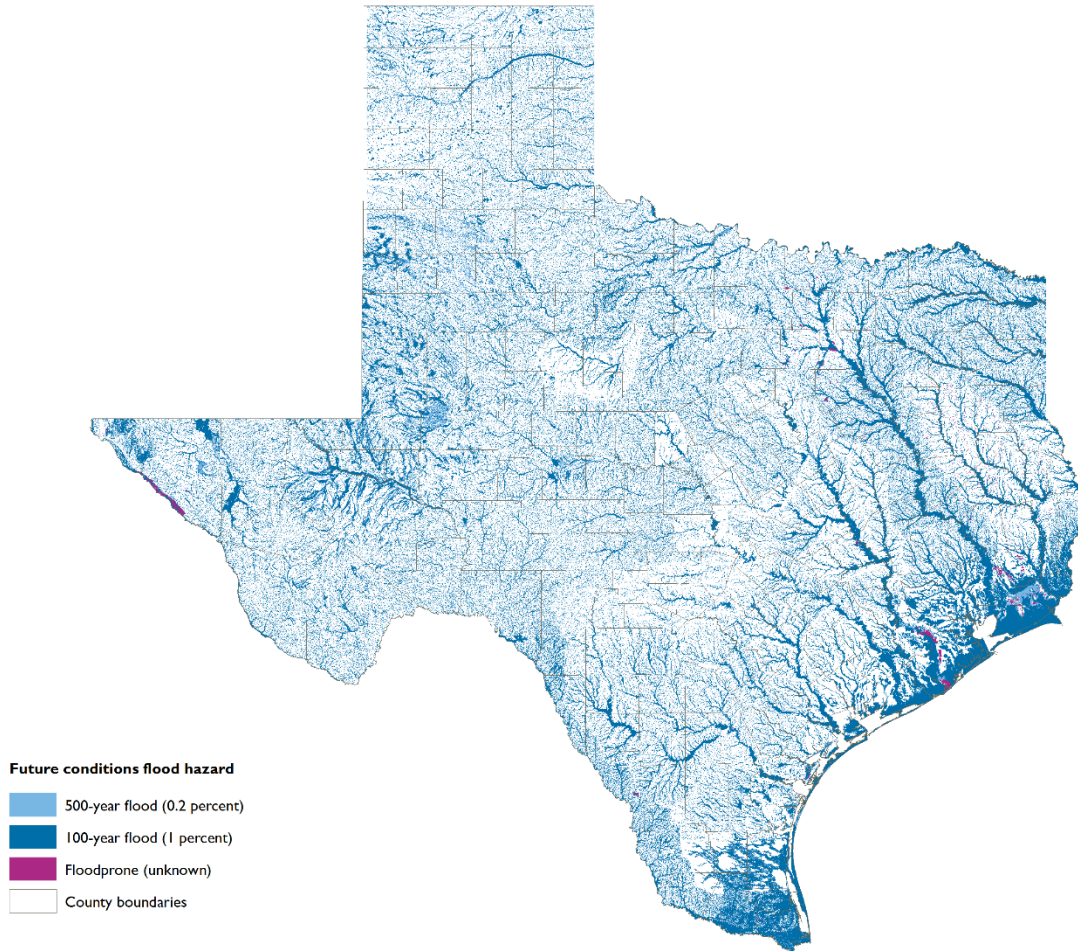 Future conditions flood hazard
500-year flood (0.2 percent)
100-year flood (1 percent)
Floodprone (unknown)
County boundaries